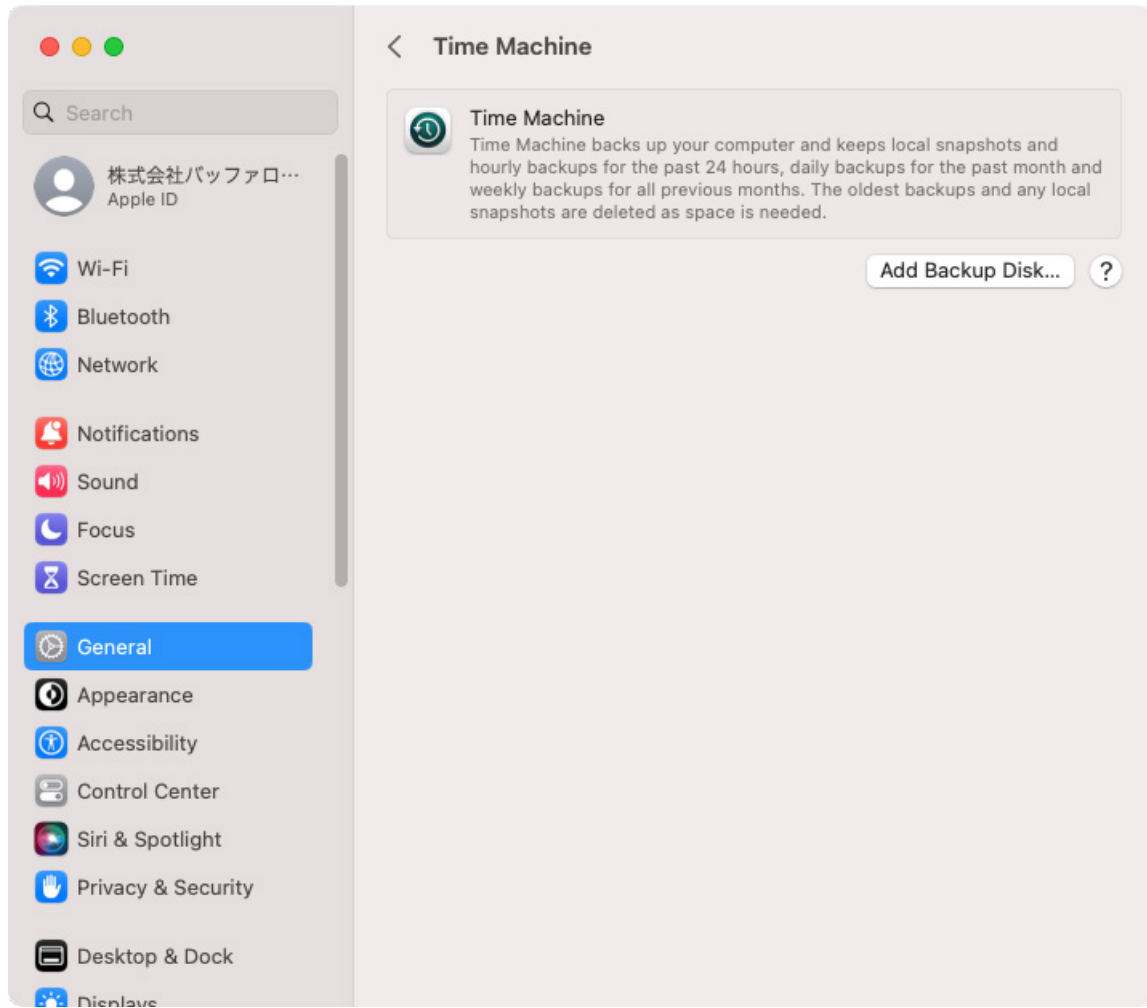 Time Machine
Search
株式会社バッファロ…
Apple ID
Wi-Fi
Bluetooth
Network
Notifications
Sound
Focus
Screen Time
General
Appearance
Accessibility
Control Center
Siri & Spotlight
Privacy & Security
Desktop & Dock
Displays
Time Machine
Time Machine backs up your computer and keeps local snapshots and
hourly backups for the past 24 hours, daily backups for the past month and
weekly backups for all previous months. The oldest backups and any local
snapshots are deleted as space is needed.
Add Backup Disk...
?